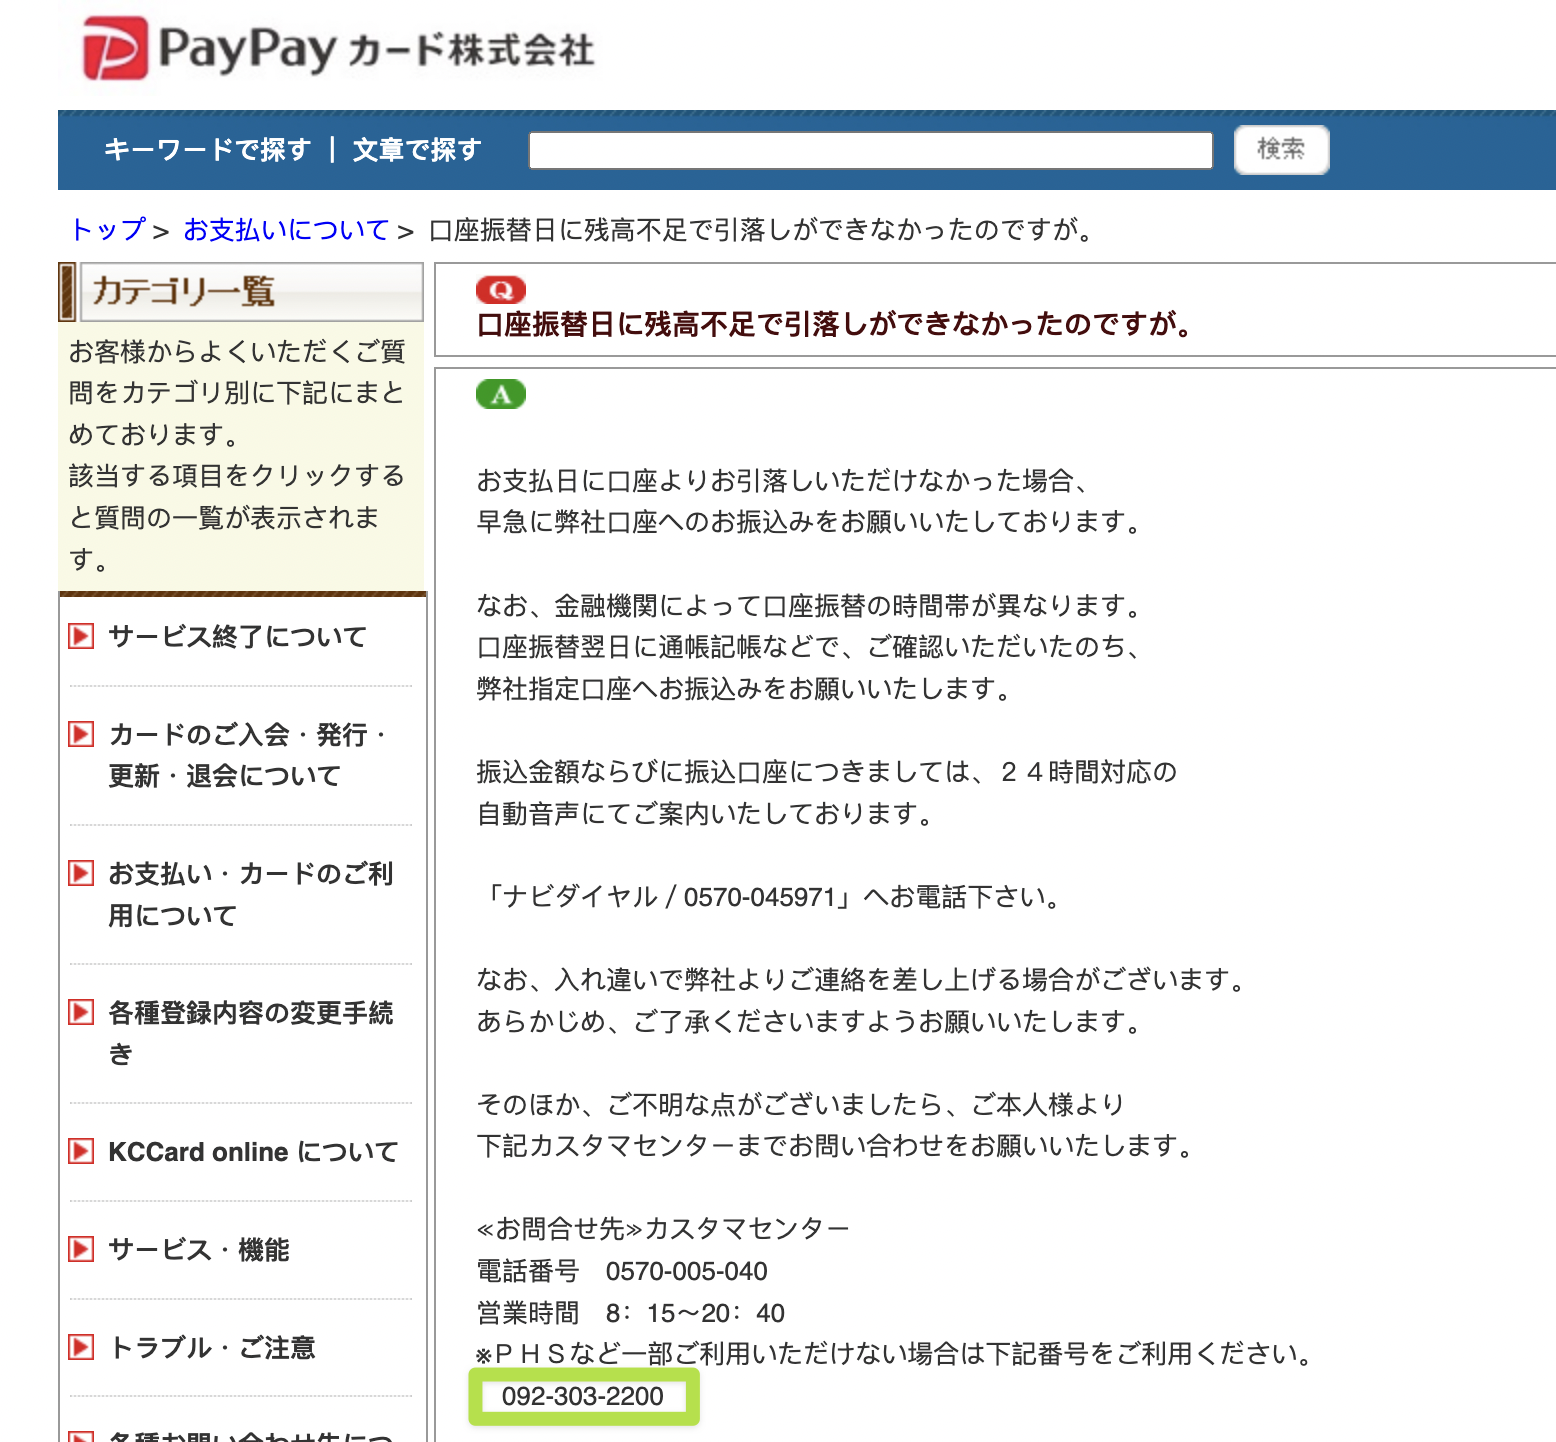 PayPay カード株式会社
キーワードで探す | 文章で探す 検索
トップ > お支払いについて > 口座振替日に残高不足で引落しができなかったのですが。
カテゴリ一覧
お客様からよくいただくご質
問をカテゴリ別に下記にまと
めております。
該当する項目をクリックする
と質問の一覧が表示されま
す。
サービス終了について
カードのご入会・発行・
更新・退会について
お支払い・カードのご利
用について
各種登録内容の変更手続
き
KCCard online について
サービス・機能
トラブル・ご注意
各種お問い合わせ先につ
Q
口座振替日に残高不足で引落しができなかったのですが。
A
お支払日に口座よりお引落しいただけなかった場合、
早急に弊社口座へのお振込みをお願いいたしております。
なお、金融機関によって口座振替の時間帯が異なります。
口座振替翌日に通帳記帳などで、ご確認いただいたのち、
弊社指定口座へお振込みをお願いいたします。
振込金額ならびに振込口座につきましては、２４時間対応の
自動音声にてご案内いたしております。
「ナビダイヤル / 0570-045971」へお電話下さい。
なお、入れ違いで弊社よりご連絡を差し上げる場合がございます。
あらかじめ、ご了承くださいますようお願いいたします。
そのほか、ご不明な点がございましたら、ご本人様より
下記カスタマセンターまでお問い合わせをお願いいたします。
≪お問合せ先≫カスタマセンター
電話番号　0570-005-040
営業時間　8：15～20：40
※ＰＨＳなど一部ご利用いただけない場合は下記番号をご利用ください。
092-303-2200